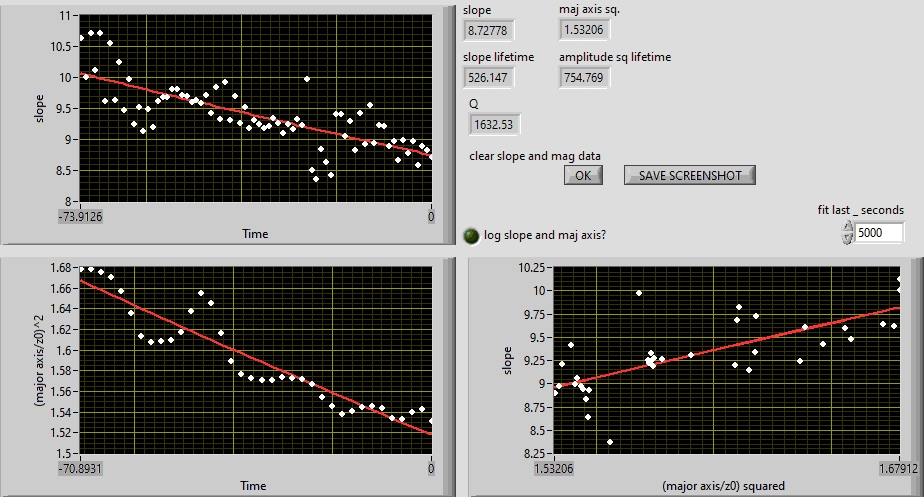 slope
8.72778
maj axis sq.
1.53206
slope lifetime
526.147
amplitude sq lifetime
754.769
Q
1632.53
clear slope and mag data
OK
SAVE SCREENSHOT
fit last _ seconds
5000
log slope and maj axis?
slope
11
10.5
10
9.5
9
8.5
8
-73.9126
0
Time
(major axis/z0)^2
1.68
1.66
1.64
1.62
1.6
1.58
1.56
1.54
1.52
1.5
-70.8931
0
Time
slope
10.25
10
9.75
9.5
9.25
9
8.75
8.5
8.25
1.53206
1.67912
(major axis/z0) squared